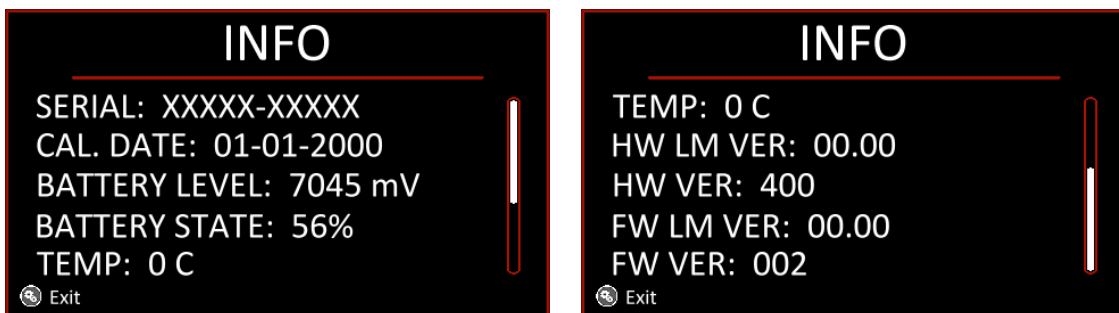 INFO
SERIAL: XXXXX-XXXXX
CAL. DATE: 01-01-2000
BATTERY LEVEL: 7045 mV
BATTERY STATE: 56%
TEMP: 0 C
Exit
INFO
TEMP: 0 C
HW LM VER: 00.00
HW VER: 400
FW LM VER: 00.00
FW VER: 002
Exit